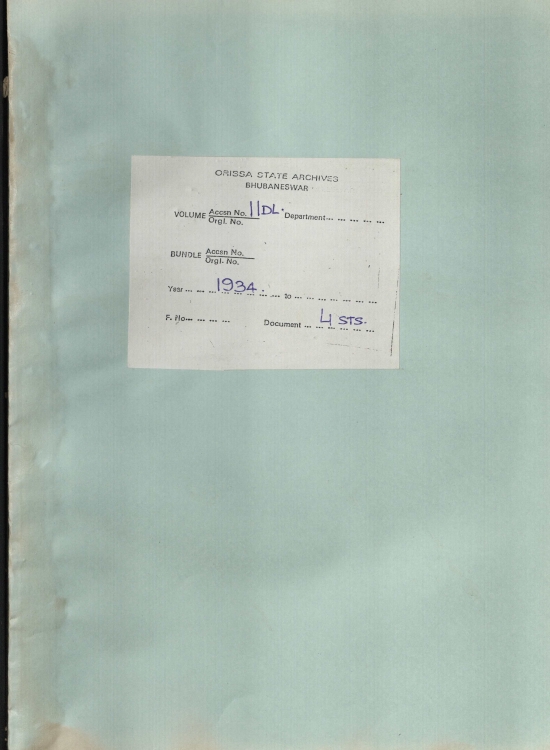 ORISSA STATE ARCHIVES
BHUBANESWAR
VOLUME Accsn No. 11DL. Department... ... ... ... ...
Orgl. No.
BUNDLE Accsn No.
Orgl. No.
Year ... ... 1934. ... ... to ... ... ... ... ... ... ...
F. No... ... ... ... Document ... 4 STS. ...